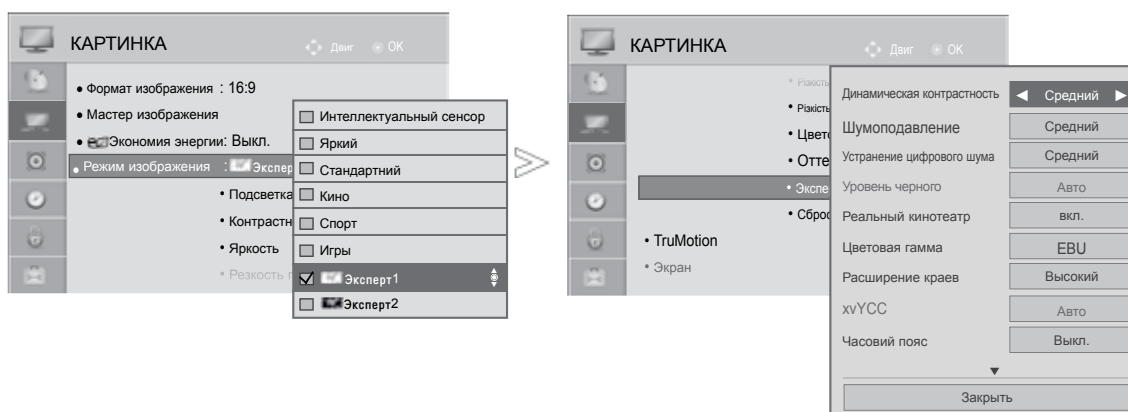 КАРТИНКА
Двиг OK
• Формат изображения : 16:9
• Мастер изображения
• Экономия энергии: Выкл.
• Режим изображения : Экспер
• Подсветка
• Контрастн
• Яркость
• Резкость г
Интеллектуальный сенсор
Яркий
Стандартний
Кино
Спорт
Игры
Эксперт1
Эксперт2
КАРТИНКА
Двиг OK
• Різкість
• Різкість
• Цвет
• Отте
• Экспе
• Сброс
• TruMotion
• Экран
Динамическая контрастность ◀ Средний ▶
Шумоподавление Средний
Устранение цифрового шума Средний
Уровень черного Авто
Реальный кинотеатр вкл.
Цветовая гамма EBU
Расширение краев Высокий
xvYCC Авто
Часовий пояс Выкл.
▼
Закрыть